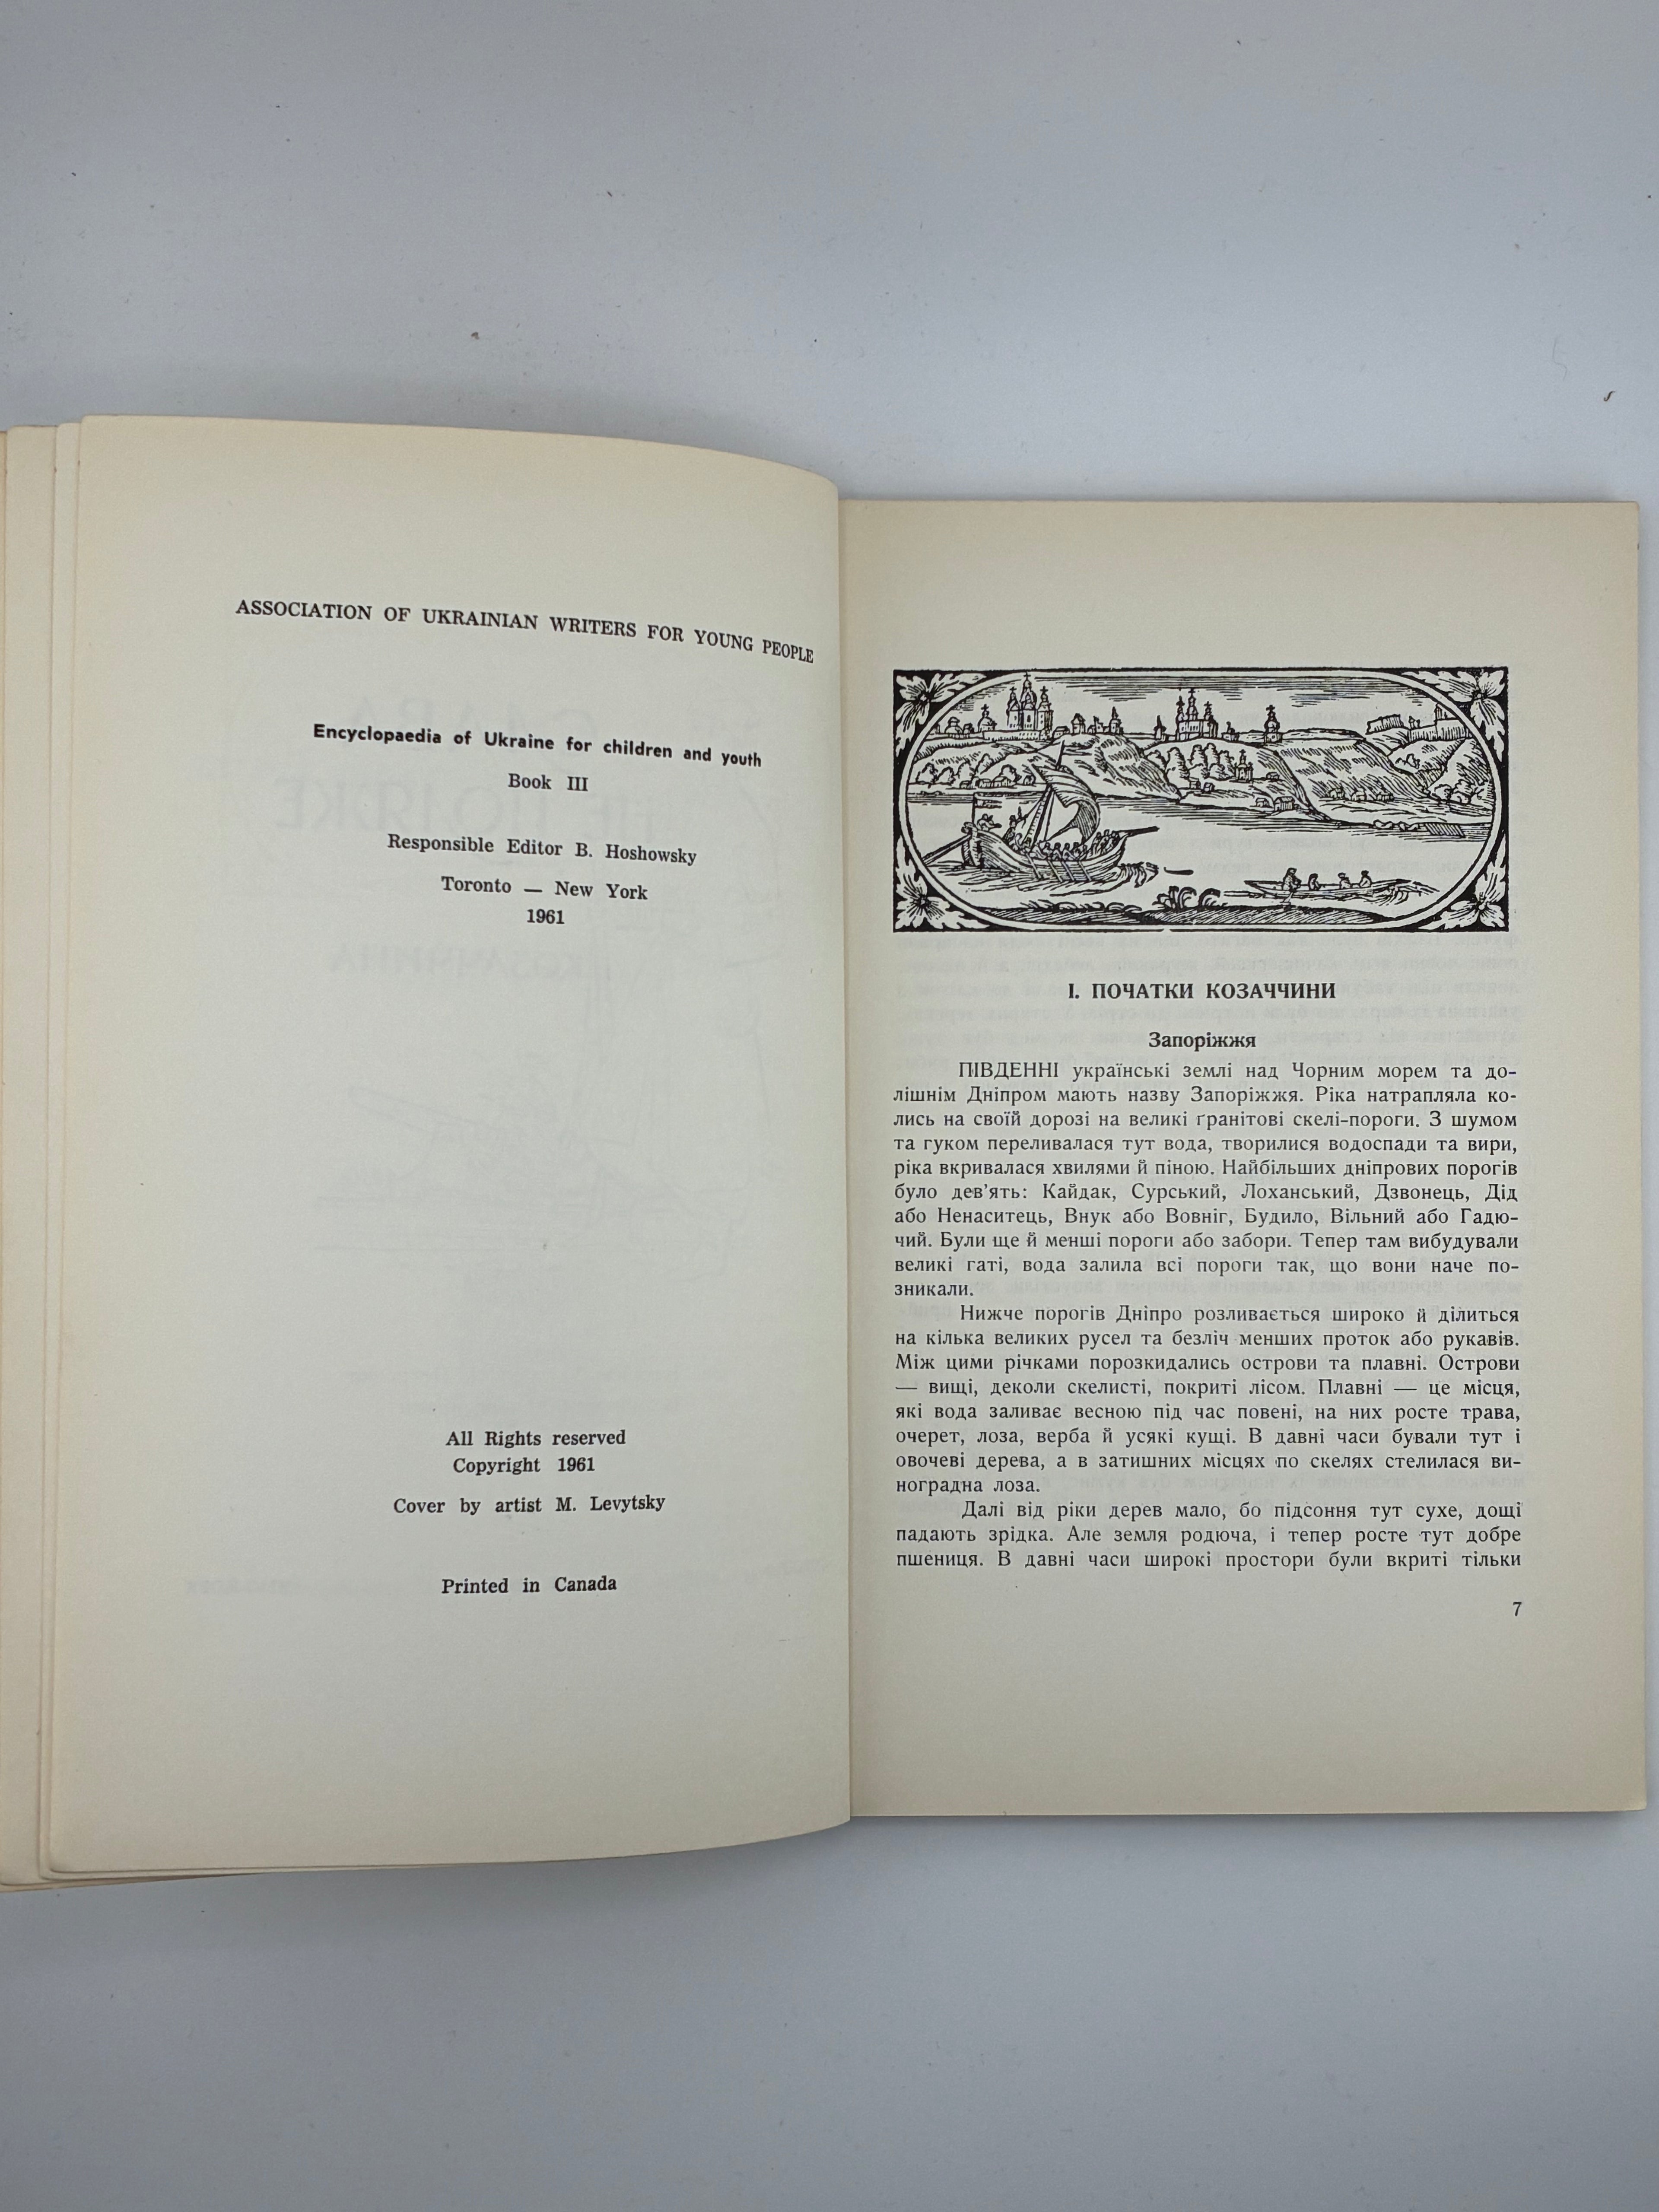 ASSOCIATION OF UKRAINIAN WRITERS FOR YOUNG PEOPLE
Encyclopaedia of Ukraine for children and youth
Book III
Responsible Editor B. Hoshowsky
Toronto — New York
1961
All Rights reserved
Copyright 1961
Cover by artist M. Levytsky
Printed in Canada
І. ПОЧАТКИ КОЗАЧЧИНИ
Запоріжжя
ПІВДЕННІ українські землі над Чорним морем та до-
лішнім Дніпром мають назву Запоріжжя. Ріка натрапляла ко-
лись на своїй дорозі на великі ґранітові скелі-пороги. З шумом
та гуком переливалася тут вода, творилися водоспади та вири,
ріка вкривалася хвилями й піною. Найбільших дніпрових порогів
було дев’ять: Кайдак, Сурський, Лоханський, Дзвонець, Дід
або Ненаситець, Внук або Вовніг, Будило, Вільний або Гадю-
чий. Були ще й менші пороги або забори. Тепер там вибудували
великі гаті, вода залила всі пороги так, що вони наче по-
зникали.
Нижче порогів Дніпро розливається широко й ділиться
на кілька великих русел та безліч менших проток або рукавів.
Між цими річками порозкидались острови та плавні. Острови
— вищі, деколи скелисті, покриті лісом. Плавні — це місця,
які вода заливає весною під час повені, на них росте трава,
очерет, лоза, верба й усякі кущі. В давні часи бували тут і
овочеві дерева, а в затишних місцях по скелях стелилася ви-
ноградна лоза.
Далі від ріки дерев мало, бо підсоння тут сухе, дощі
падають зрідка. Але земля родюча, і тепер росте тут добре
пшениця. В давні часи широкі простори були вкриті тільки
7